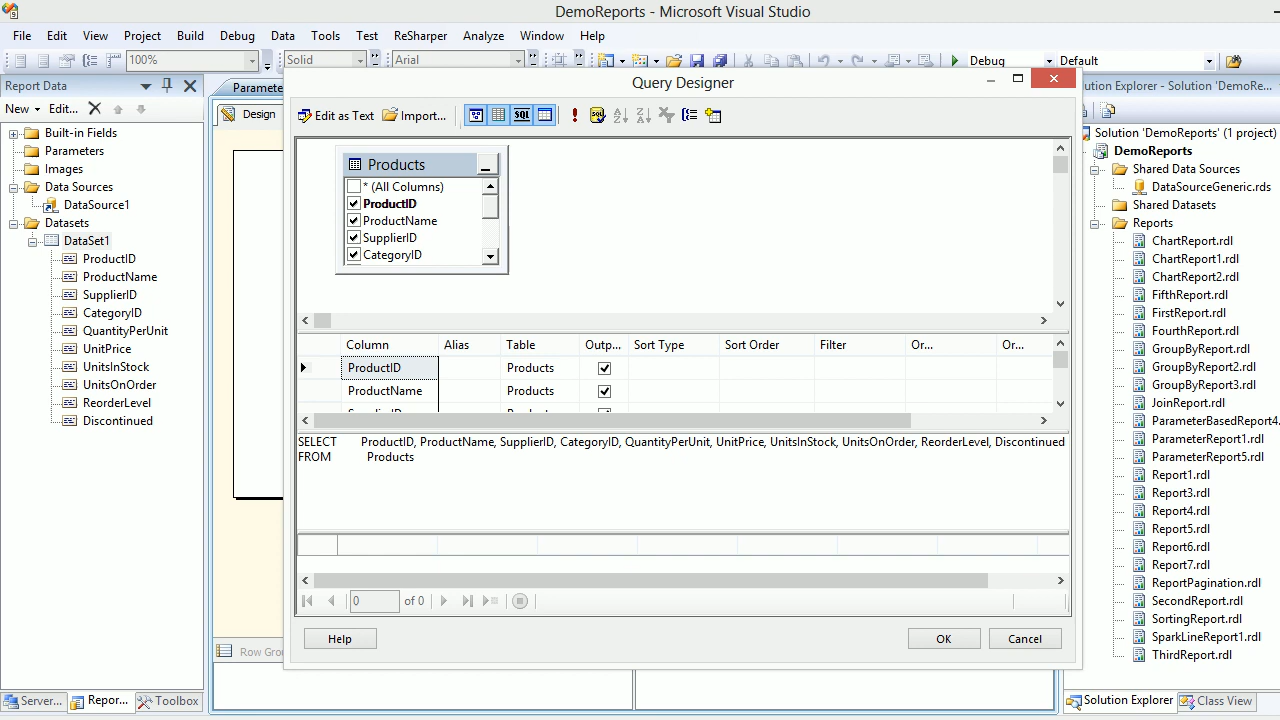 DemoReports - Microsoft Visual Studio
File Edit View Project Build Debug Data Tools Test ReSharper Analyze Window Help
100% Solid Arial Debug Default
Report Data
New Edit...
Built-in Fields
Parameters
Images
Data Sources
DataSource1
Datasets
DataSet1
ProductID
ProductName
SupplierID
CategoryID
QuantityPerUnit
UnitPrice
UnitsInStock
UnitsOnOrder
ReorderLevel
Discontinued
Server... Repor... Toolbox
Paramete
Design
Row Grou
Query Designer
Edit as Text Import... SQL
Products
* (All Columns)
ProductID
ProductName
SupplierID
CategoryID
Column Alias Table Outp... Sort Type Sort Order Filter Or... Or...
ProductID Products
ProductName Products
SELECT ProductID, ProductName, SupplierID, CategoryID, QuantityPerUnit, UnitPrice, UnitsInStock, UnitsOnOrder, ReorderLevel, Discontinued
FROM Products
0 of 0
Help OK Cancel
olution Explorer - Solution 'DemoRe...
Solution 'DemoReports' (1 project)
DemoReports
Shared Data Sources
DataSourceGeneric.rds
Shared Datasets
Reports
ChartReport.rdl
ChartReport1.rdl
ChartReport2.rdl
FifthReport.rdl
FirstReport.rdl
FourthReport.rdl
GroupByReport.rdl
GroupByReport2.rdl
GroupByReport3.rdl
JoinReport.rdl
ParameterBasedReport4.
ParameterReport1.rdl
ParameterReport5.rdl
Report1.rdl
Report3.rdl
Report4.rdl
Report5.rdl
Report6.rdl
Report7.rdl
ReportPagination.rdl
SecondReport.rdl
SortingReport.rdl
SparkLineReport1.rdl
ThirdReport.rdl
Solution Explorer Class View